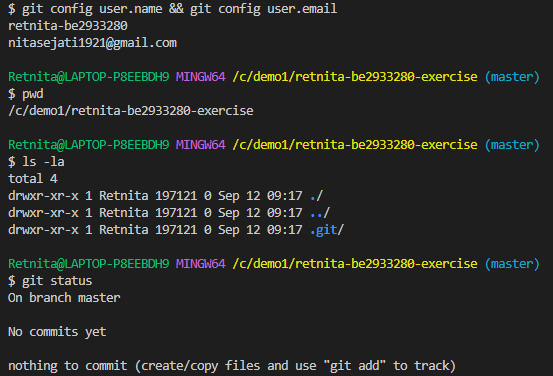 $ git config user.name && git config user.email
retnita-be2933280
nitasejati1921@gmail.com
Retnita@LAPTOP-P8EEBDH9 MINGW64 /c/demo1/retnita-be2933280-exercise (master)
$ pwd
/c/demo1/retnita-be2933280-exercise
Retnita@LAPTOP-P8EEBDH9 MINGW64 /c/demo1/retnita-be2933280-exercise (master)
$ ls -la
total 4
drwxr-xr-x 1 Retnita 197121 0 Sep 12 09:17 ./
drwxr-xr-x 1 Retnita 197121 0 Sep 12 09:17 ../
drwxr-xr-x 1 Retnita 197121 0 Sep 12 09:17 .git/
Retnita@LAPTOP-P8EEBDH9 MINGW64 /c/demo1/retnita-be2933280-exercise (master)
$ git status
On branch master
No commits yet
nothing to commit (create/copy files and use "git add" to track)